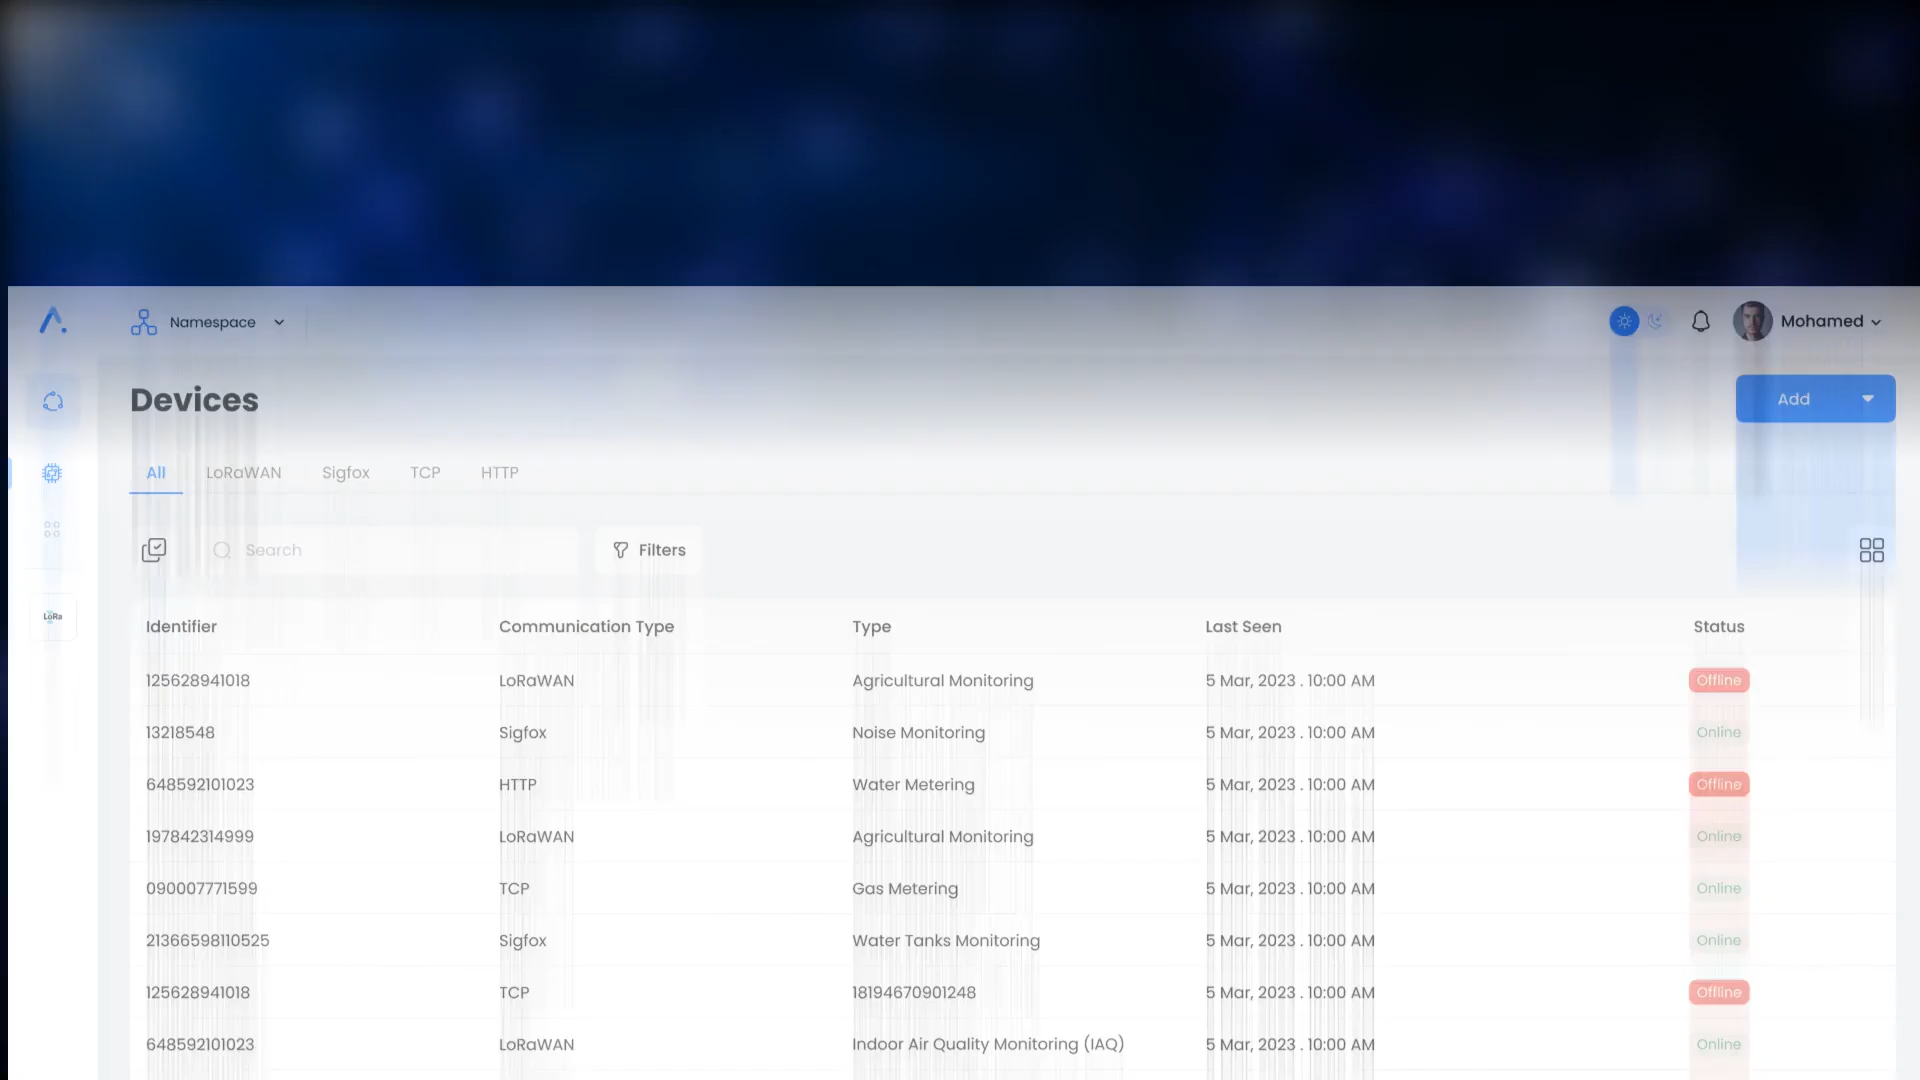 Namespace
Mohamed
Devices
Add
All LoRaWAN Sigfox TCP HTTP
Search
Filters
LoRa
Identifier Communication Type Type Last Seen Status
125628941018 LoRaWAN Agricultural Monitoring 5 Mar, 2023 . 10:00 AM Offline
13218548 Sigfox Noise Monitoring 5 Mar, 2023 . 10:00 AM Online
648592101023 HTTP Water Metering 5 Mar, 2023 . 10:00 AM Offline
197842314999 LoRaWAN Agricultural Monitoring 5 Mar, 2023 . 10:00 AM Online
090007771599 TCP Gas Metering 5 Mar, 2023 . 10:00 AM Online
21366598110525 Sigfox Water Tanks Monitoring 5 Mar, 2023 . 10:00 AM Online
125628941018 TCP 18194670901248 5 Mar, 2023 . 10:00 AM Offline
648592101023 LoRaWAN Indoor Air Quality Monitoring (IAQ) 5 Mar, 2023 . 10:00 AM Online